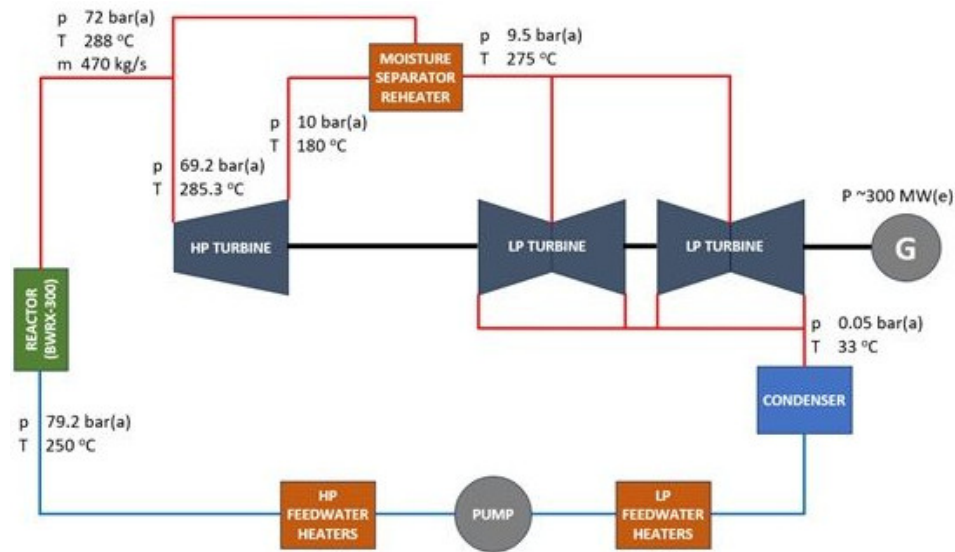 p 72 bar(a)
T 288 °C
m 470 kg/s
MOISTURE
SEPARATOR
REHEATER
p 9.5 bar(a)
T 275 °C
p 10 bar(a)
T 180 °C
p 69.2 bar(a)
T 285.3 °C
P ~300 MW(e)
HP TURBINE
LP TURBINE
LP TURBINE
G
REACTOR
(BWRX-300)
p 0.05 bar(a)
T 33 °C
CONDENSER
p 79.2 bar(a)
T 250 °C
HP
FEEDWATER
HEATERS
PUMP
LP
FEEDWATER
HEATERS